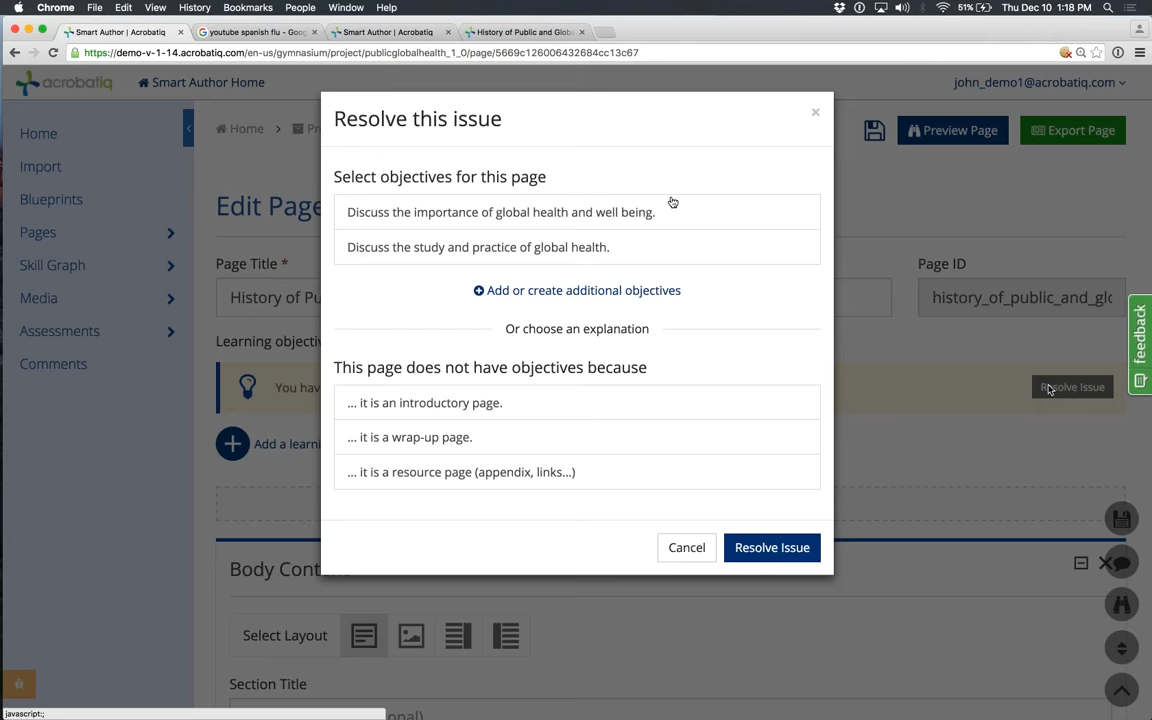 Chrome File Edit View History Bookmarks People Window Help 51% Thu Dec 10 1:18 PM
Smart Author | Acrobatiq × youtube spanish flu - Goo × Smart Author | Acrobatiq × History of Public and Globa ×
https://demo-v-1-14.acrobatiq.com/en-us/gymnasium/project/publicglobalhealth_1_0/page/5669c126006432684cc13c67
acrobatiq Smart Author Home john_demo1@acrobatiq.com
Home
Import
Blueprints
Pages
Skill Graph
Media
Assessments
Comments
Home > Pr
Preview Page
Export Page
Edit Page
Page Title *
Page ID
History of Pu
history_of_public_and_glo
Learning objectiv
You hav
Resolve Issue
Add a learni
feedback
Resolve this issue ×
Select objectives for this page
Discuss the importance of global health and well being.
Discuss the study and practice of global health.
Add or create additional objectives
Or choose an explanation
This page does not have objectives because
... it is an introductory page.
... it is a wrap-up page.
... it is a resource page (appendix, links...)
Cancel Resolve Issue
Body Conte
Select Layout
Section Title
onal)
javascript:;